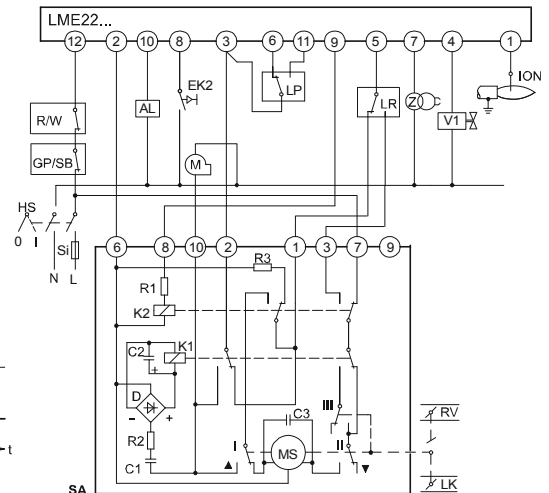 LME22...
12 2 10 8 3 6 11 9 5 7 4 1
ION
EK2
LP
R/W
AL
LR
Z
V1
GP/SB
M
HS
0 I
Si
N L
6 8 10 2 1 3 7 9
R3
R1
K2
K1
C2
+
D
- +
R2
C1
C3
III
I
MS
II
RV
LK
t
SA